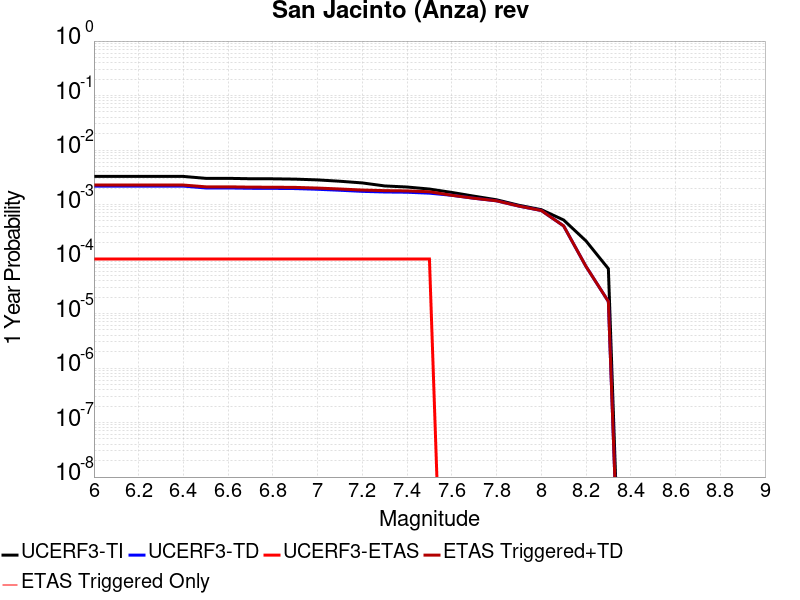 San Jacinto (Anza) rev
10^0
10^-1
10^-2
10^-3
10^-4
10^-5
10^-6
10^-7
10^-8
1 Year Probability
6 6.2 6.4 6.6 6.8 7 7.2 7.4 7.6 7.8 8 8.2 8.4 8.6 8.8 9
Magnitude
UCERF3-TI UCERF3-TD UCERF3-ETAS ETAS Triggered+TD
ETAS Triggered Only